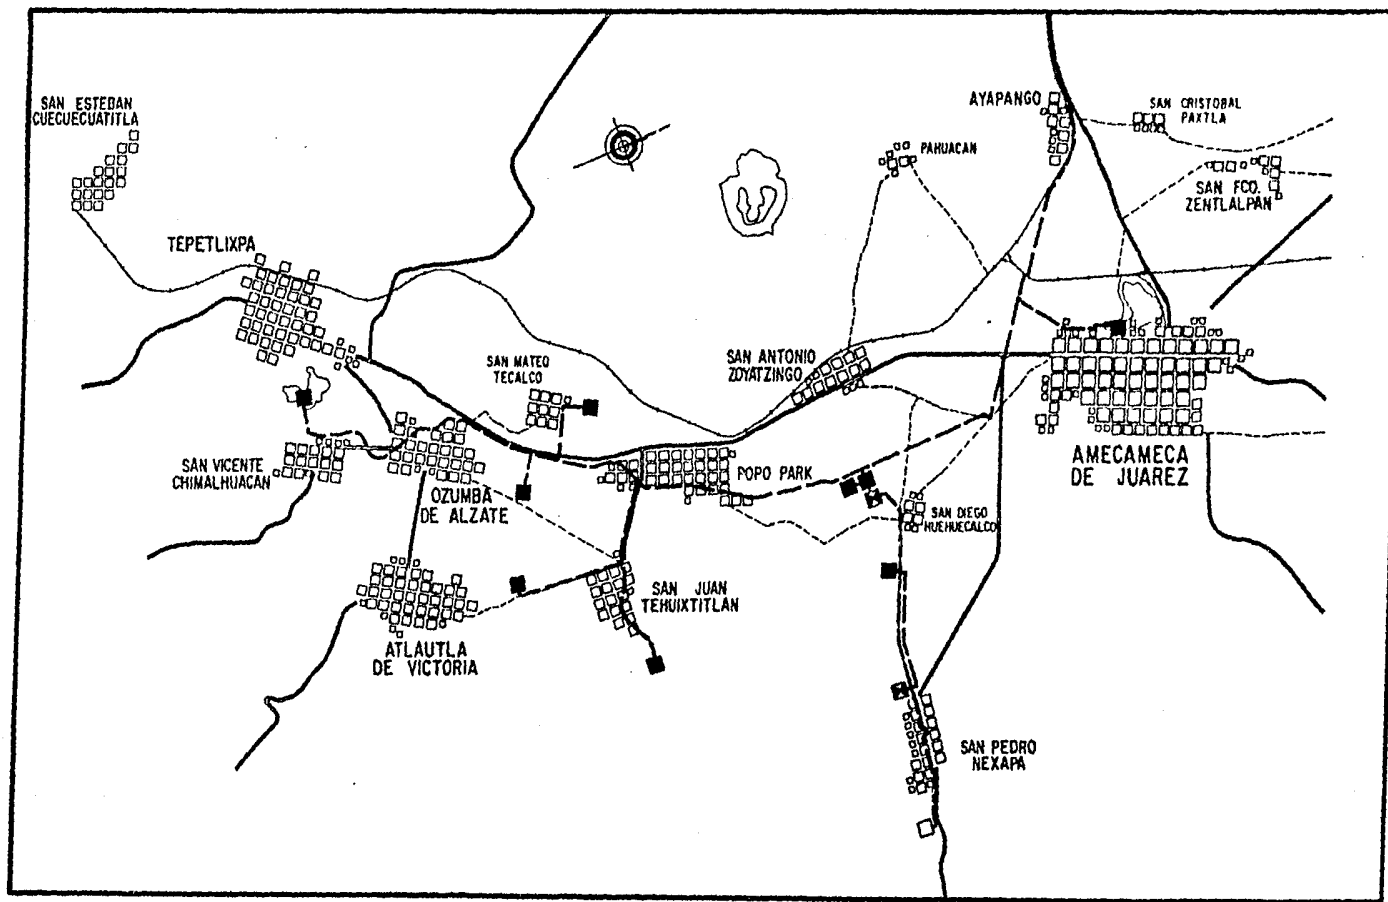 SAN ESTEBAN
CUECUECUATITLA
AYAPANGO
SAN CRISTOBAL
PAXTLA
PAHUACAN
SAN FCO.
ZENTLALPAN
TEPETLIXPA
SAN MATEO
TECALCO
SAN ANTONIO
ZOYATZINGO
SAN VICENTE
CHIMALHUACAN
OZUMBA
DE ALZATE
POPO PARK
AMECAMECA
DE JUAREZ
SAN DIEGO
HUEHUECALCO
SAN JUAN
TEHUIXTITLAN
ATLAUTLA
DE VICTORIA
SAN PEDRO
NEXAPA